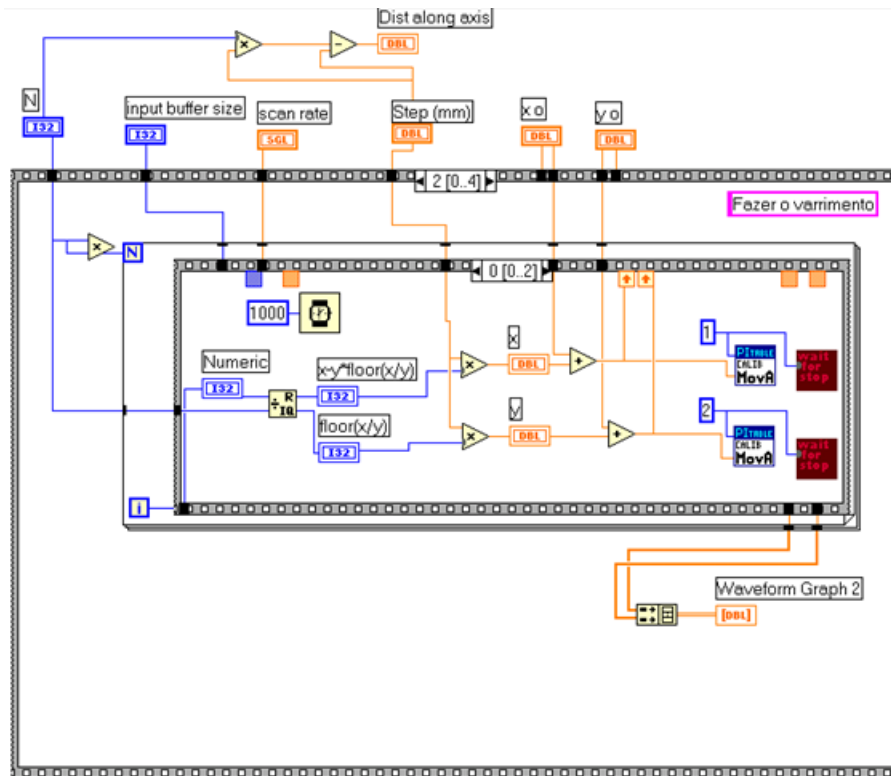 Dist along axis
×
−
DBL
N
I32
input buffer size
I32
scan rate
SGL
Step (mm)
DBL
x o
DBL
y o
DBL
2 [0..4]
Fazer o varrimento
×
N
0 [0..2]
1000
Numeric
I32
R
IQ
x-y*floor(x/y)
I32
floor(x/y)
I32
×
x
DBL
+
1
PITABLE
CALIB
MovA
wait
for
stop
×
y
DBL
+
2
PITABLE
CALIB
MovA
wait
for
stop
i
Waveform Graph 2
[DBL]